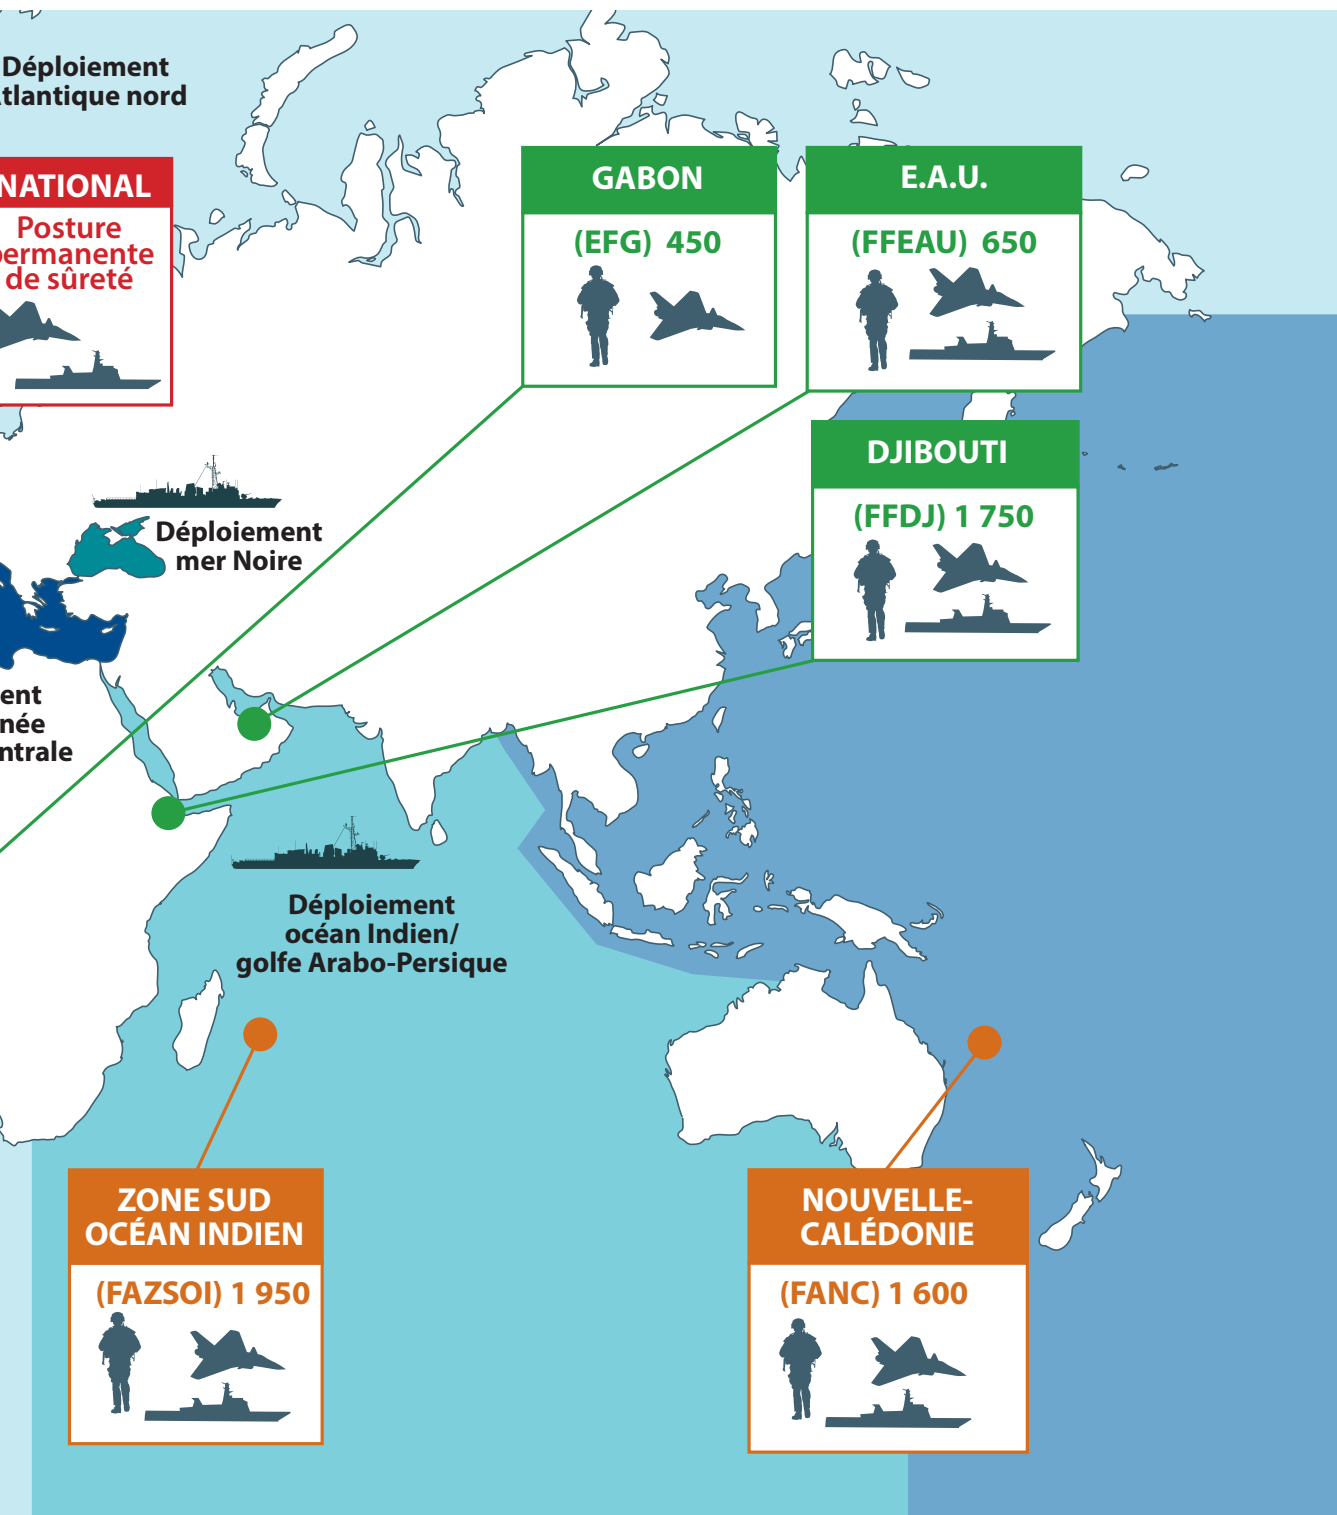 Déploiement
Atlantique nord
NATIONAL
Posture
permanente
de sûreté
GABON
(EFG) 450
E.A.U.
(FFEAU) 650
DJIBOUTI
(FFDJ) 1 750
Déploiement
mer Noire
ent
née
ntrale
Déploiement
océan Indien/
golfe Arabo-Persique
ZONE SUD
OCÉAN INDIEN
(FAZSOI) 1 950
NOUVELLE-
CALÉDONIE
(FANC) 1 600